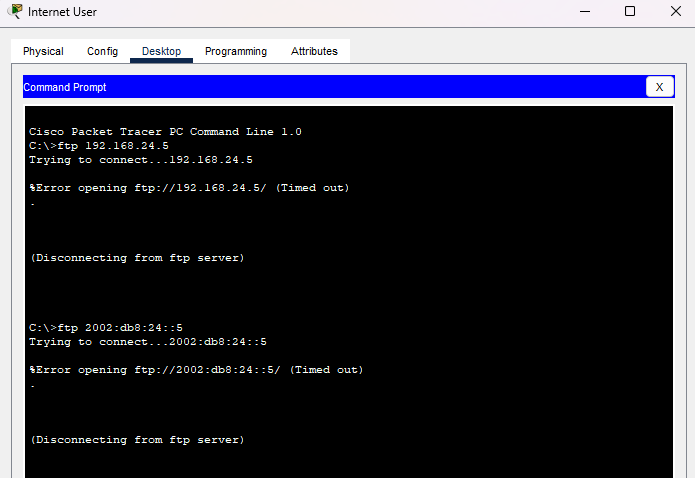 Internet User
Physical Config Desktop Programming Attributes
Command Prompt X
Cisco Packet Tracer PC Command Line 1.0
C:\>ftp 192.168.24.5
Trying to connect...192.168.24.5
%Error opening ftp://192.168.24.5/ (Timed out)
.
(Disconnecting from ftp server)
C:\>ftp 2002:db8:24::5
Trying to connect...2002:db8:24::5
%Error opening ftp://2002:db8:24::5/ (Timed out)
.
(Disconnecting from ftp server)